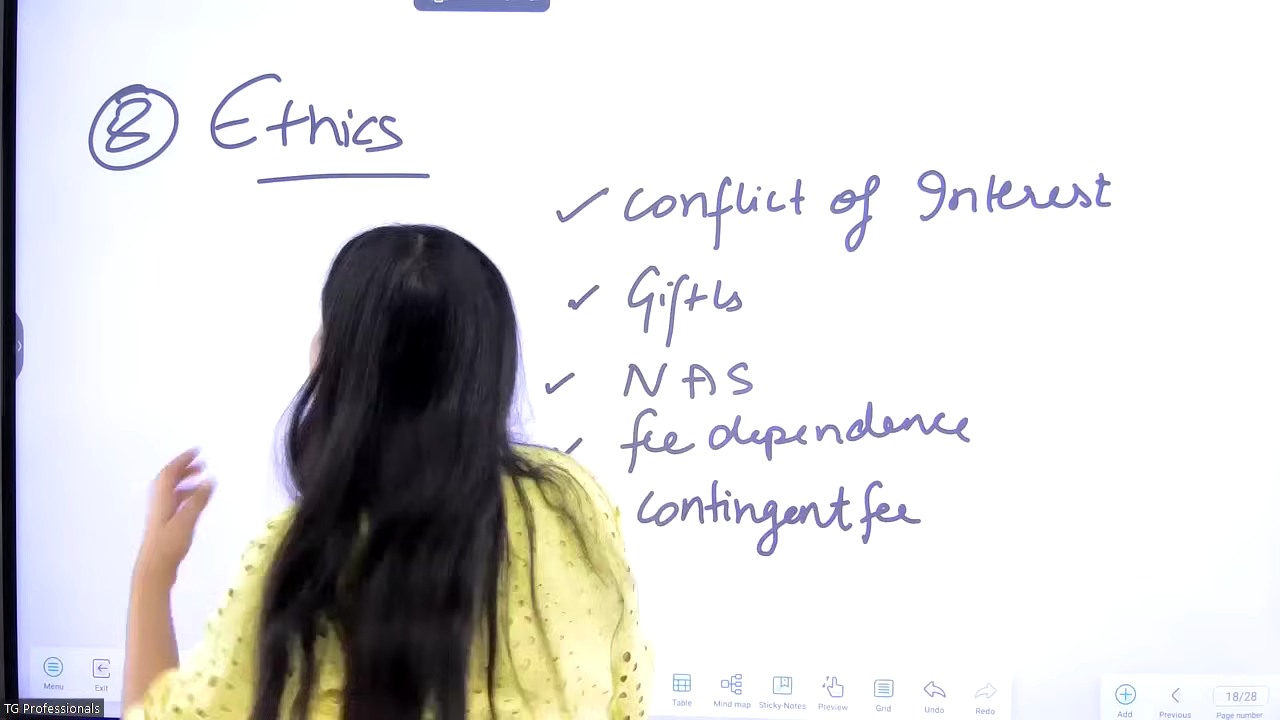 8 Ethics
✓ Conflict of Interest
✓ Gifts
✓ NAS
✓ fee dependence
contingent fee
Menu
Exit
Table
Mind map
Sticky-Notes
Preview
Grid
Undo
Redo
Add
Previous
18/28
Page number
TG Professionals